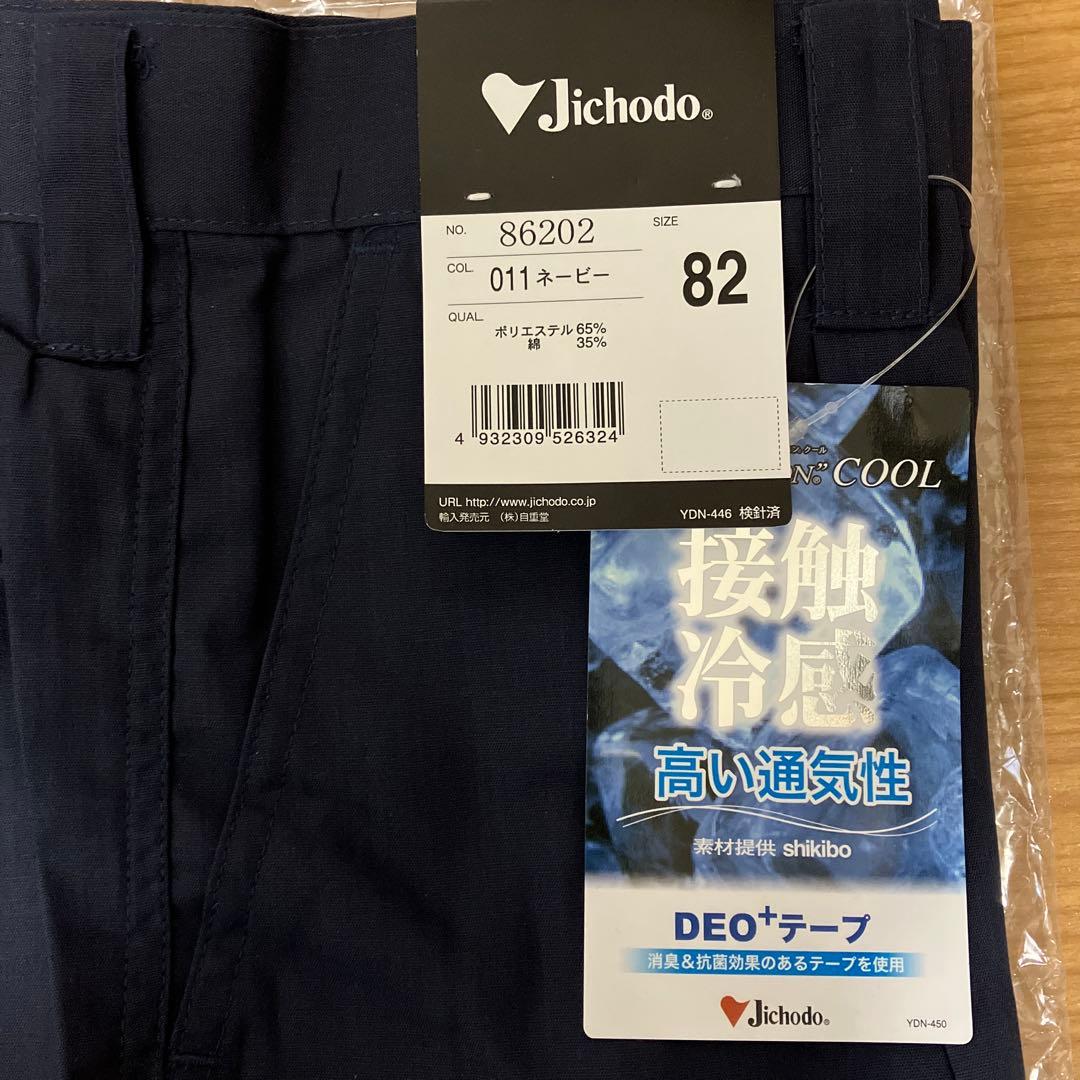 Jichodo®
NO. 86202
SIZE
82
COL. 011 ネービー
QUAL.
ポリエステル 65%
綿 35%
4 932309 526324
URL http://www.jichodo.co.jp
輸入発売元 (株)自重堂
YDN-446 検針済
クール
N®” COOL
接触
冷感
高い通気性
素材提供 shikibo
DEO+テープ
消臭&抗菌効果のあるテープを使用
Jichodo®
YDN-450